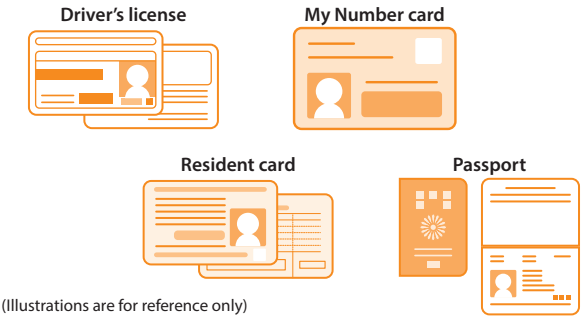 Driver's license
My Number card
Resident card
Passport
(Illustrations are for reference only)